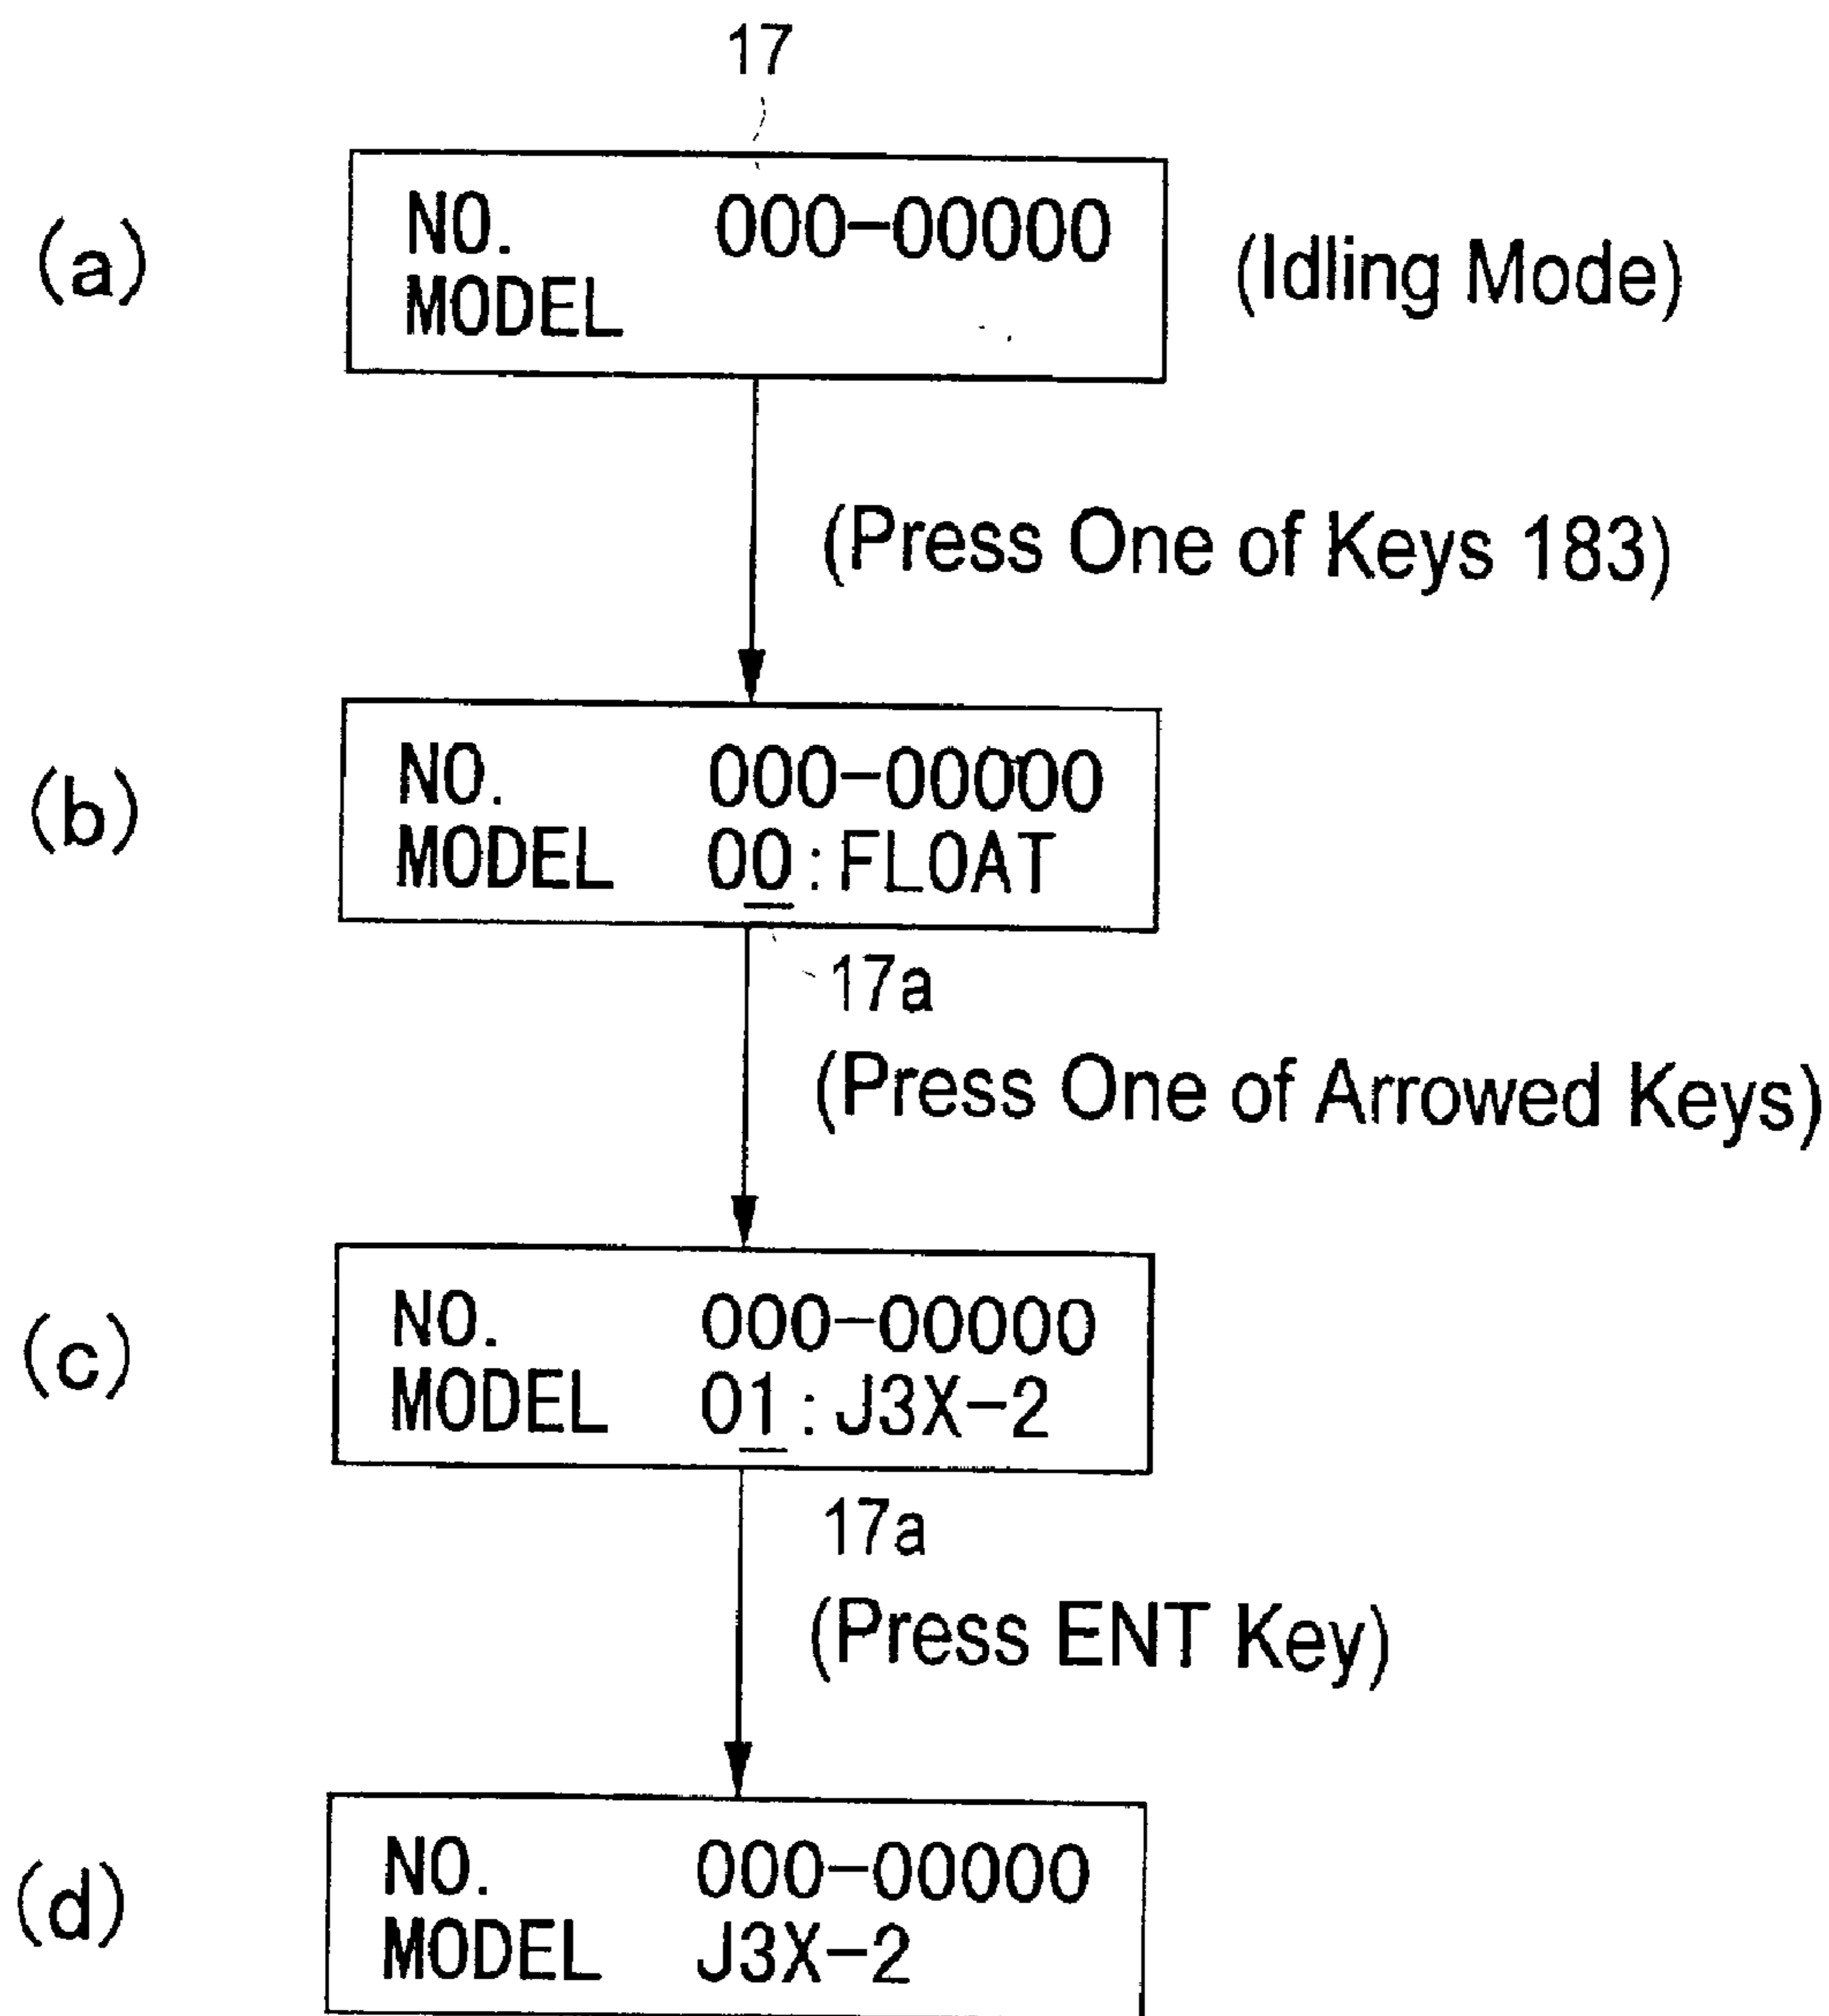 17
(a)
NO. 000-00000
MODEL
(Idling Mode)
(Press One of Keys 183)
(b)
NO. 000-00000
MODEL 00:FLOAT
17a
(Press One of Arrowed Keys)
(c)
NO. 000-00000
MODEL 01:J3X-2
17a
(Press ENT Key)
(d)
NO. 000-00000
MODEL J3X-2